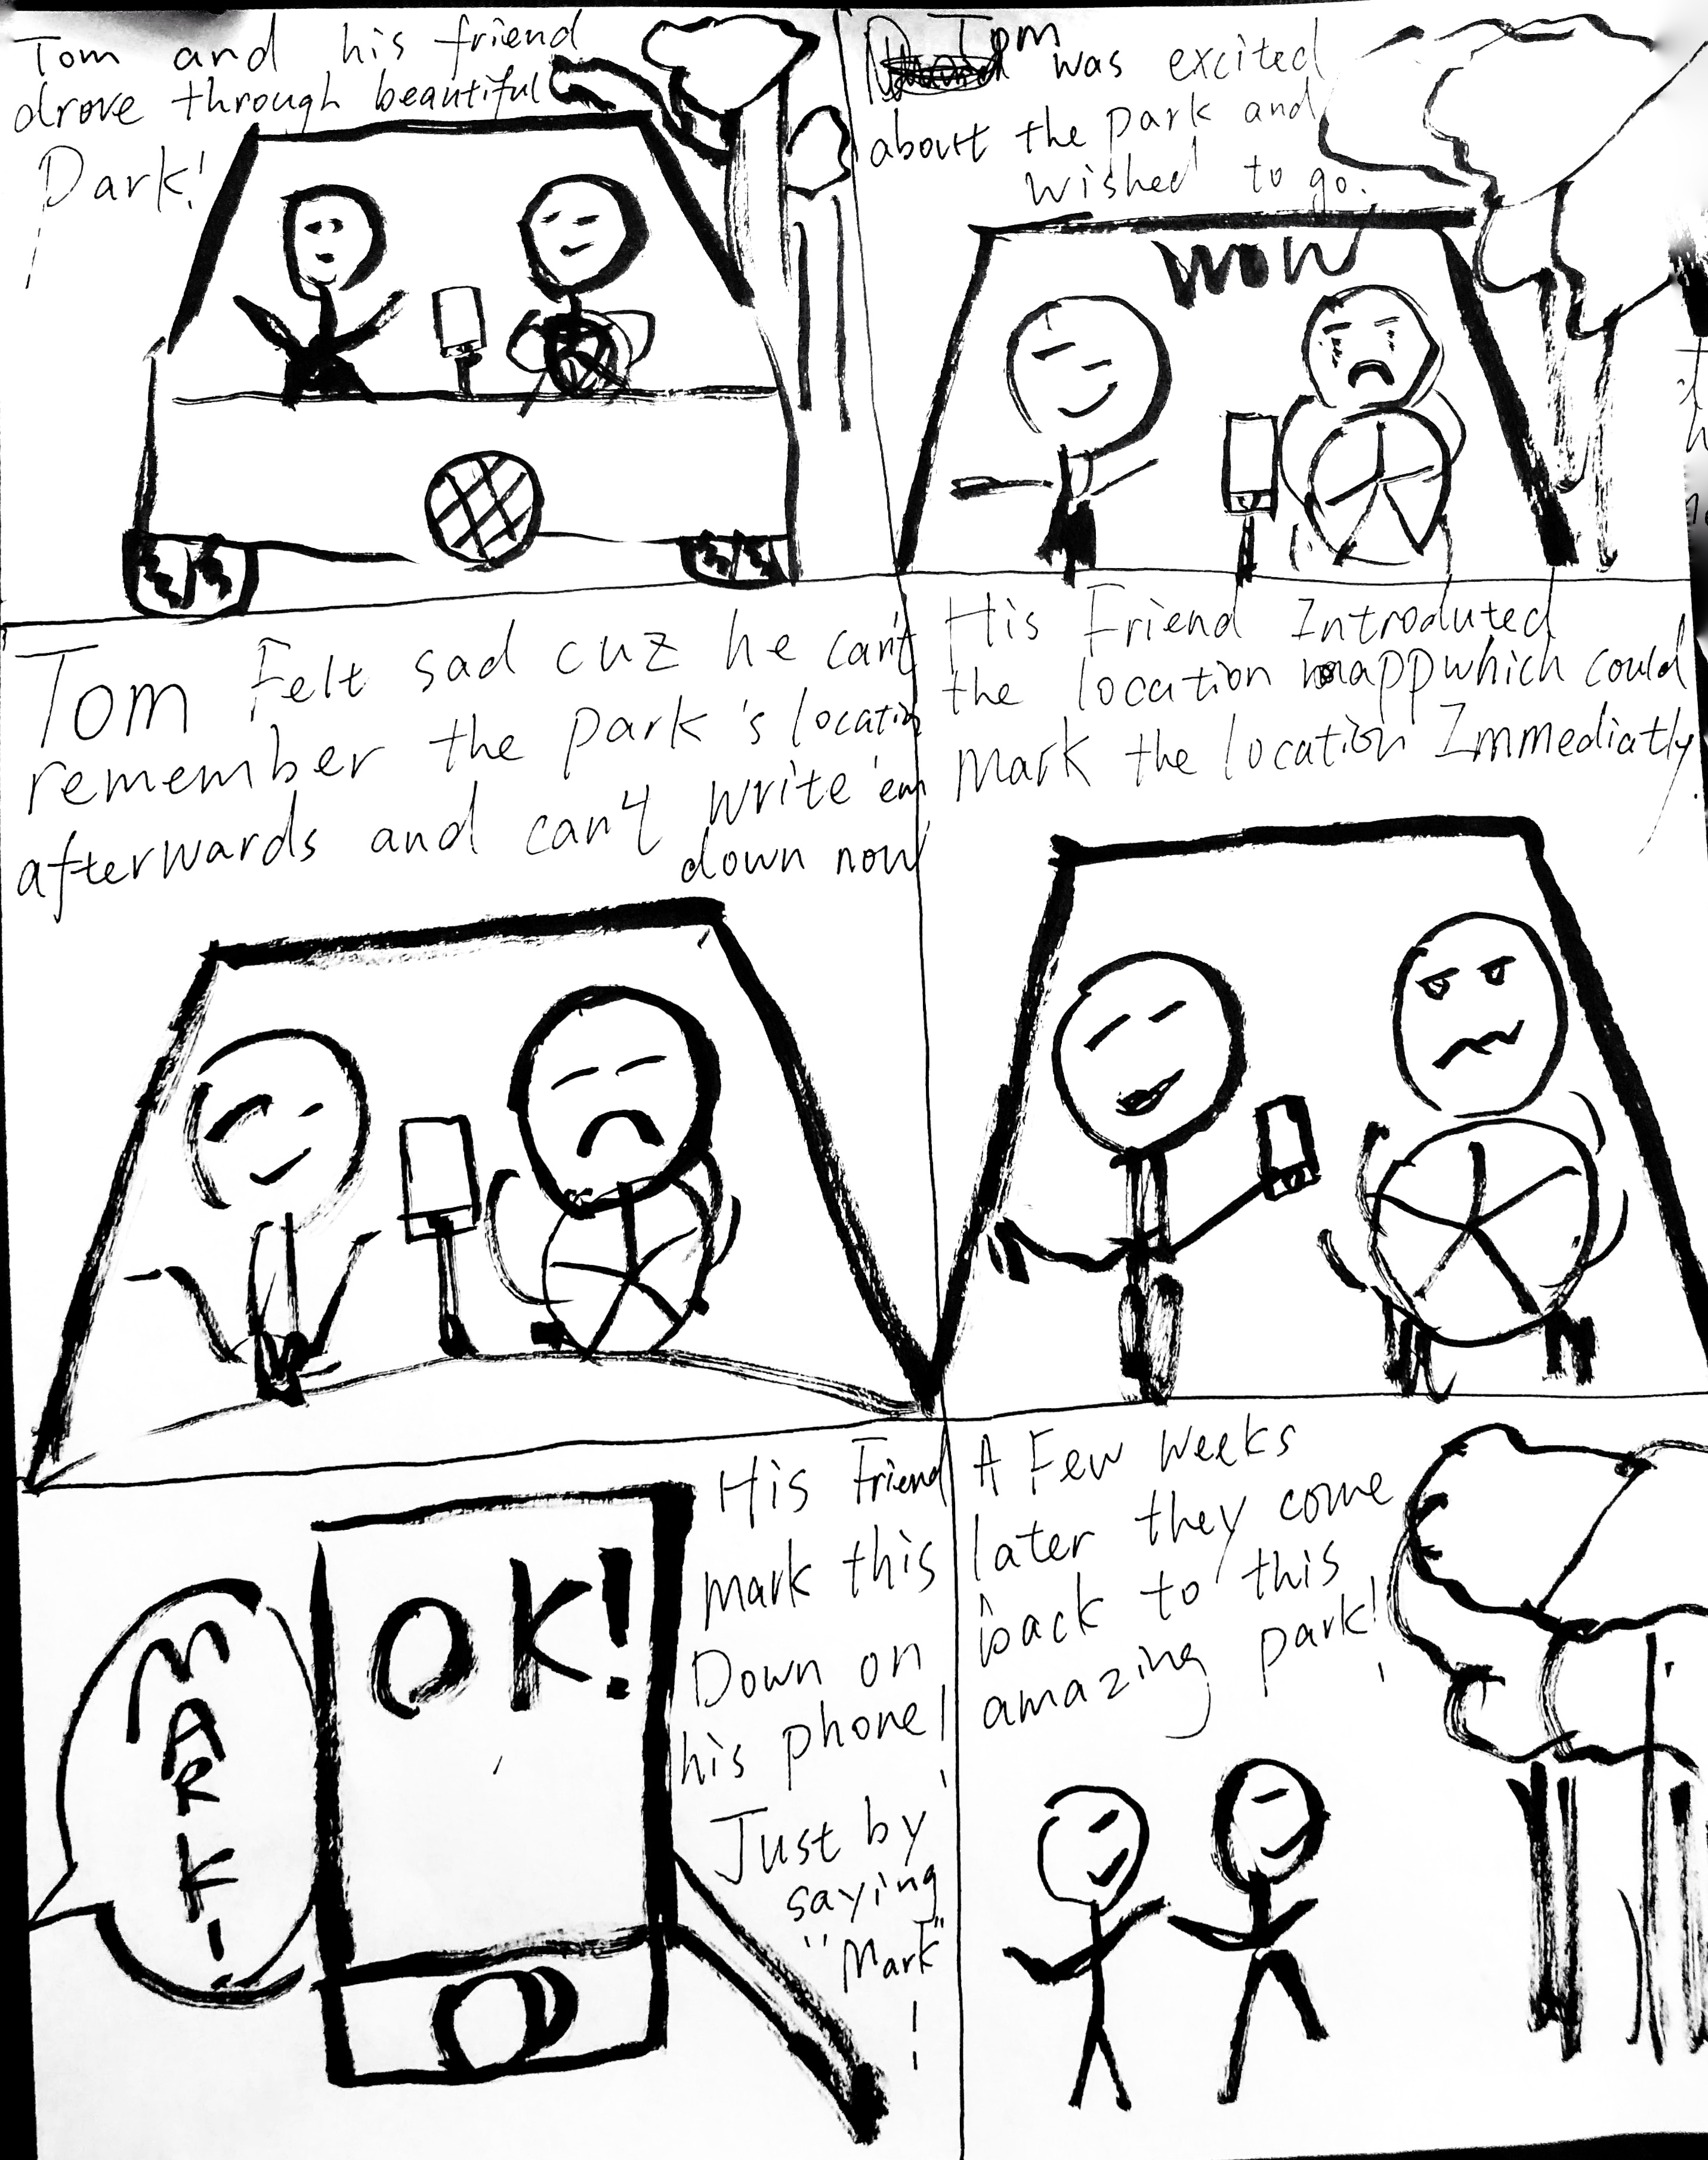 Tom and his friend
drove through beautiful
Park!
Tom was excited
about the park and
wished to go.
WOW
Tom Felt sad cuz he can't
remember the park's locatin
afterwards and can't write 'em
down now
His Friend Introduted
the location mapp which could
Mark the location Immediatly
MARK!
OK!
His Friend
mark this
Down on
his phone!
Just by
saying
"Mark"
!
A Few weeks
later they come
back to this
amazing park!